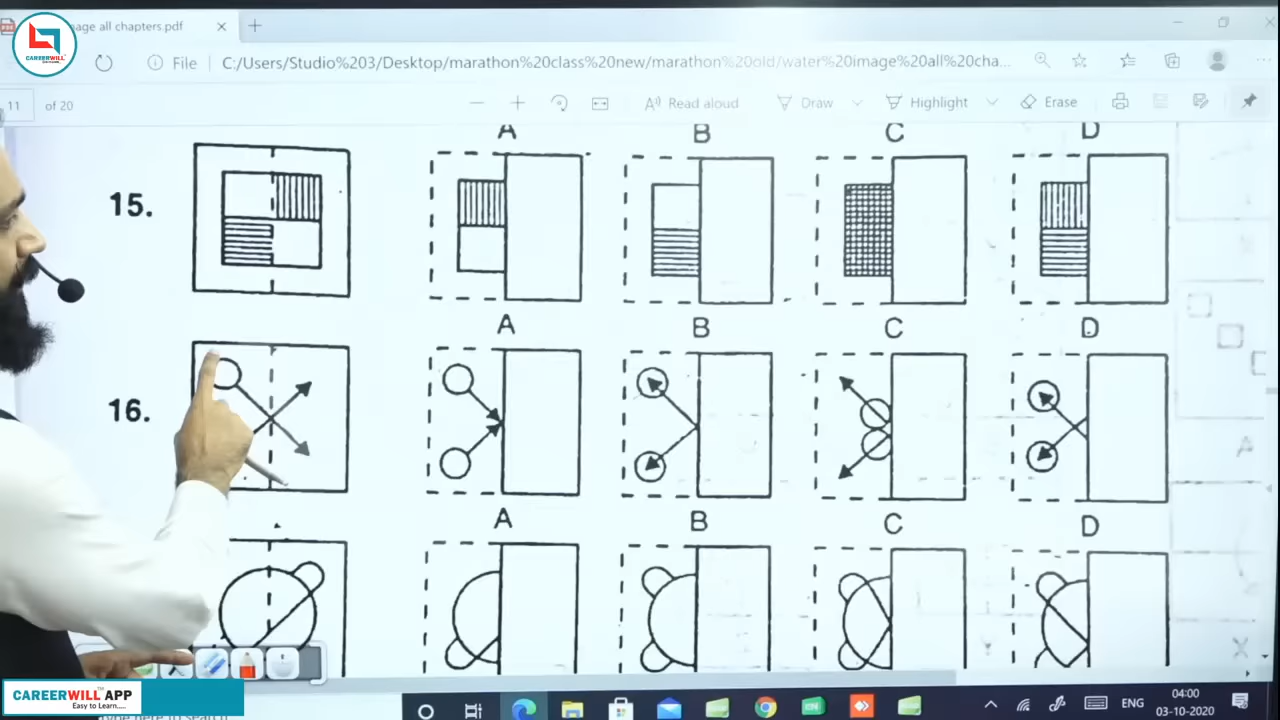 CAREERWILL
nage all chapters.pdf
File
C:/Users/Studio%203/Desktop/marathon%20class%20new/marathon%20old/water%20image%20all%20cha...
11 of 20
Read aloud
Draw
Highlight
Erase
A B C D
15.
A B C D
16.
A B C D
CAREERWILL APP
Easy to Learn.....
ENG
04:00
03-10-2020